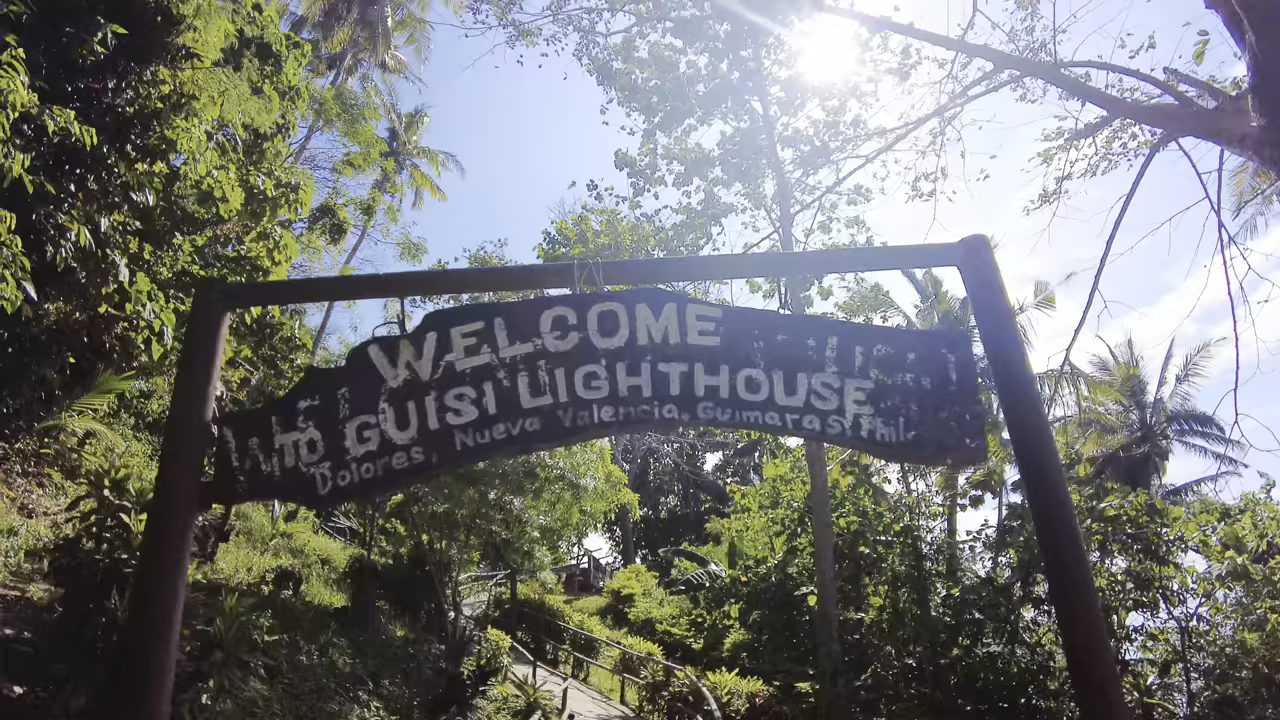 WELCOME
TO GUISI LIGHTHOUSE
Dolores, Nueva Valencia, Guimaras, Phil.